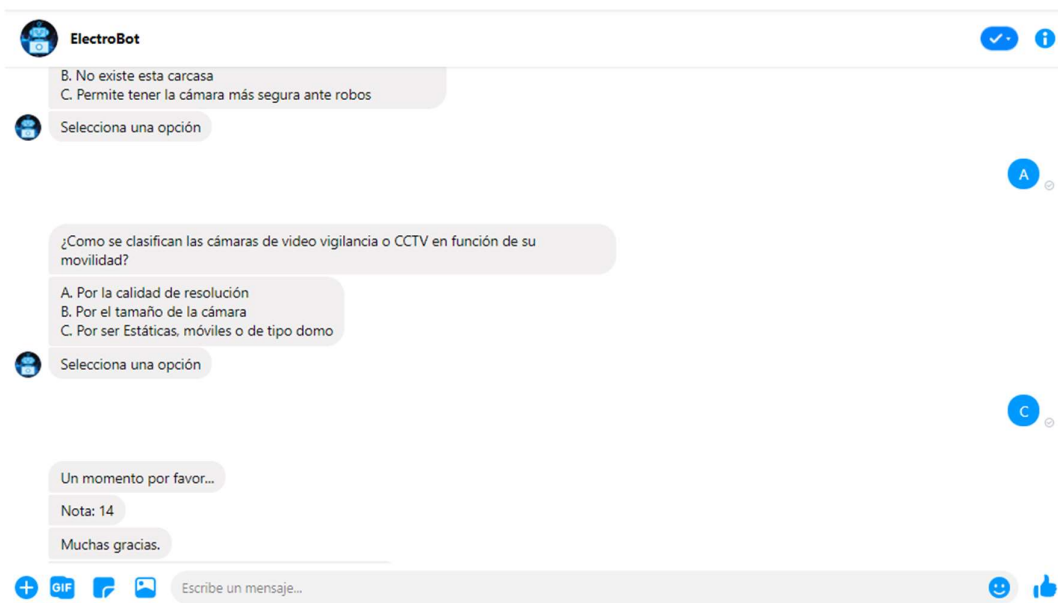 ElectroBot
B. No existe esta carcasa
C. Permite tener la cámara más segura ante robos
Selecciona una opción
A
¿Como se clasifican las cámaras de video vigilancia o CCTV en función de su
movilidad?
A. Por la calidad de resolución
B. Por el tamaño de la cámara
C. Por ser Estáticas, móviles o de tipo domo
Selecciona una opción
C
Un momento por favor...
Nota: 14
Muchas gracias.
GIF
Escribe un mensaje...